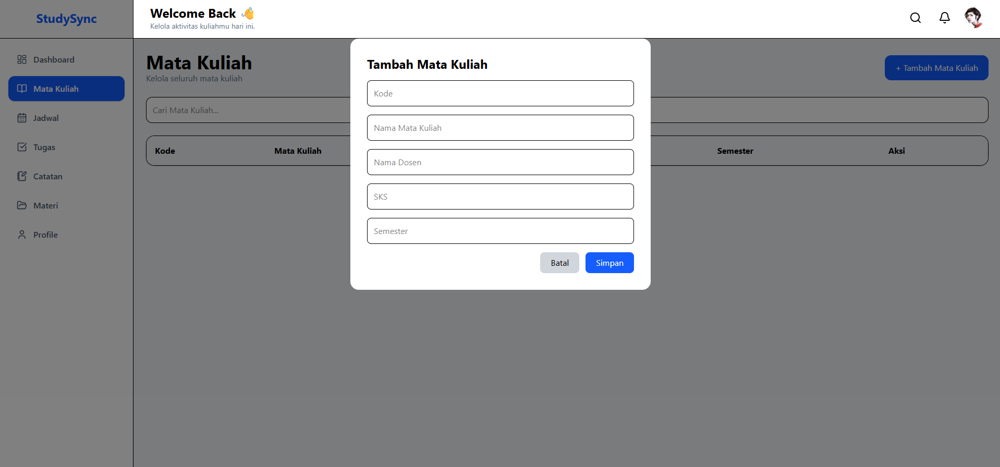 StudySync
Welcome Back 👋
Kelola aktivitas kuliahmu hari ini.
Dashboard
Mata Kuliah
Jadwal
Tugas
Catatan
Materi
Profile
Mata Kuliah
Kelola seluruh mata kuliah
+ Tambah Mata Kuliah
Cari Mata Kuliah...
Kode Mata Kuliah Semester Aksi
Tambah Mata Kuliah
Kode
Nama Mata Kuliah
Nama Dosen
SKS
Semester
Batal Simpan